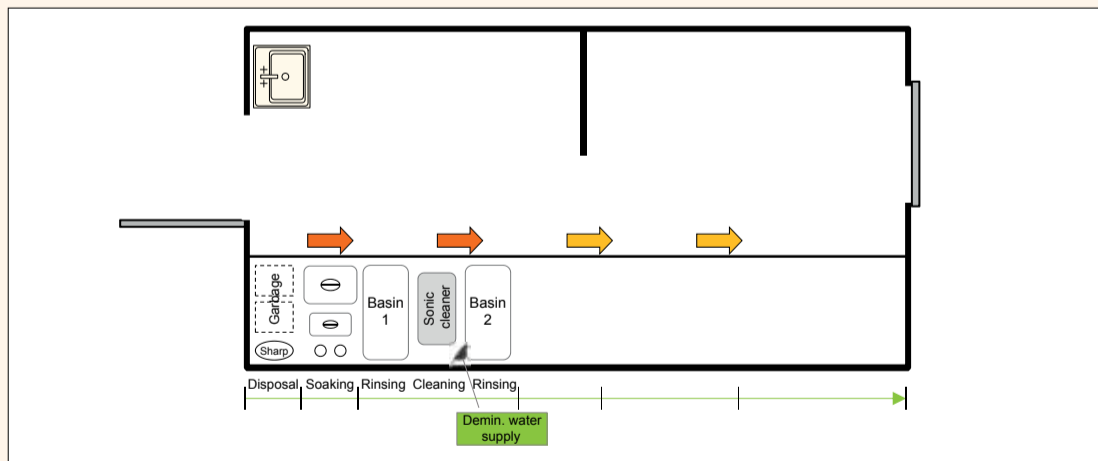 Garbage
Sharp
Basin
1
Sonic
cleaner
Basin
2
Disposal Soaking Rinsing Cleaning Rinsing
Demin. water
supply